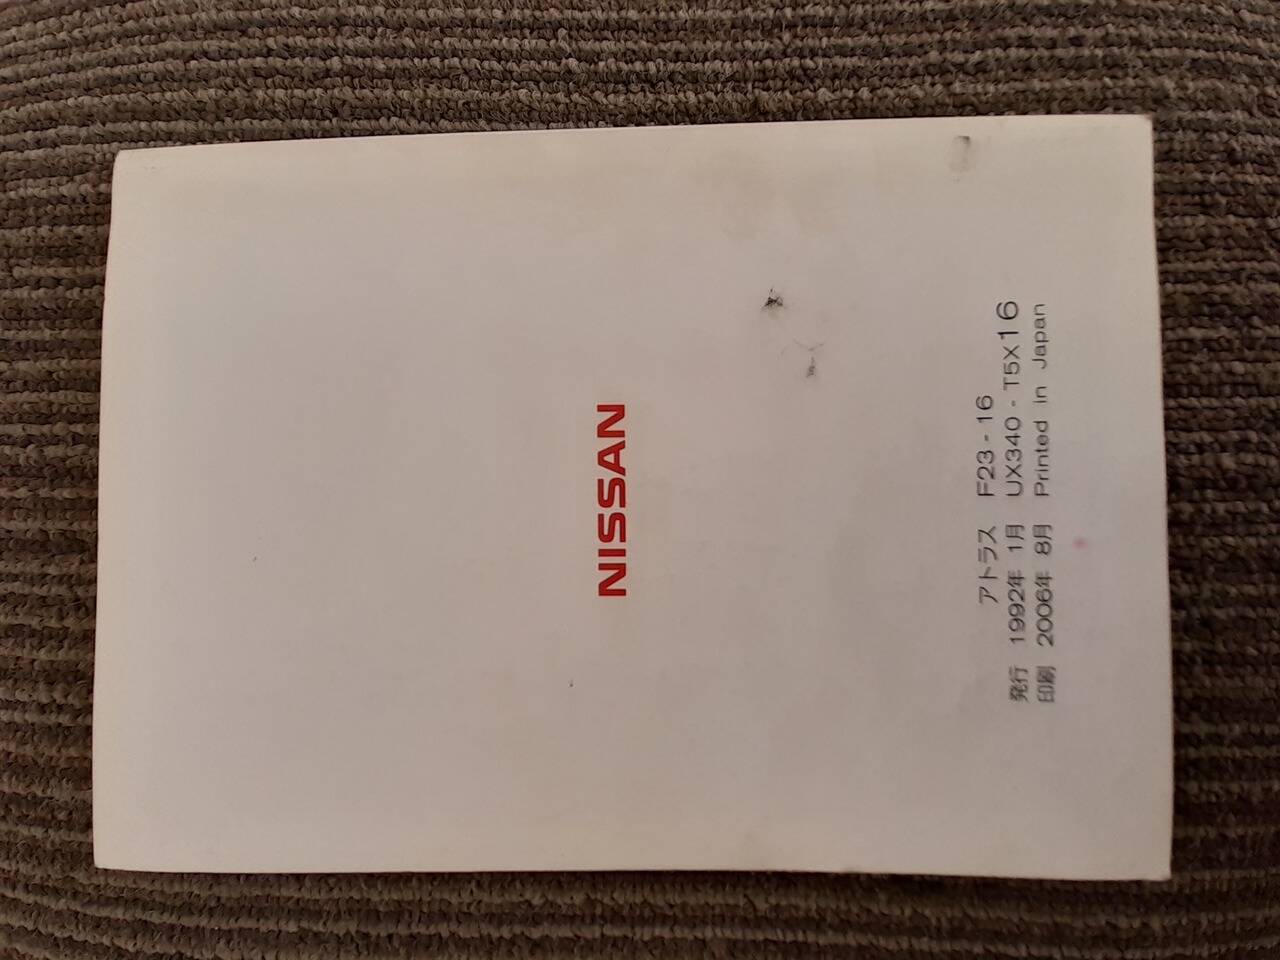 NISSAN
アトラス F23-16
発行 1992年 1月 UX340-T5X16
印刷 2006年 8月 Printed in Japan